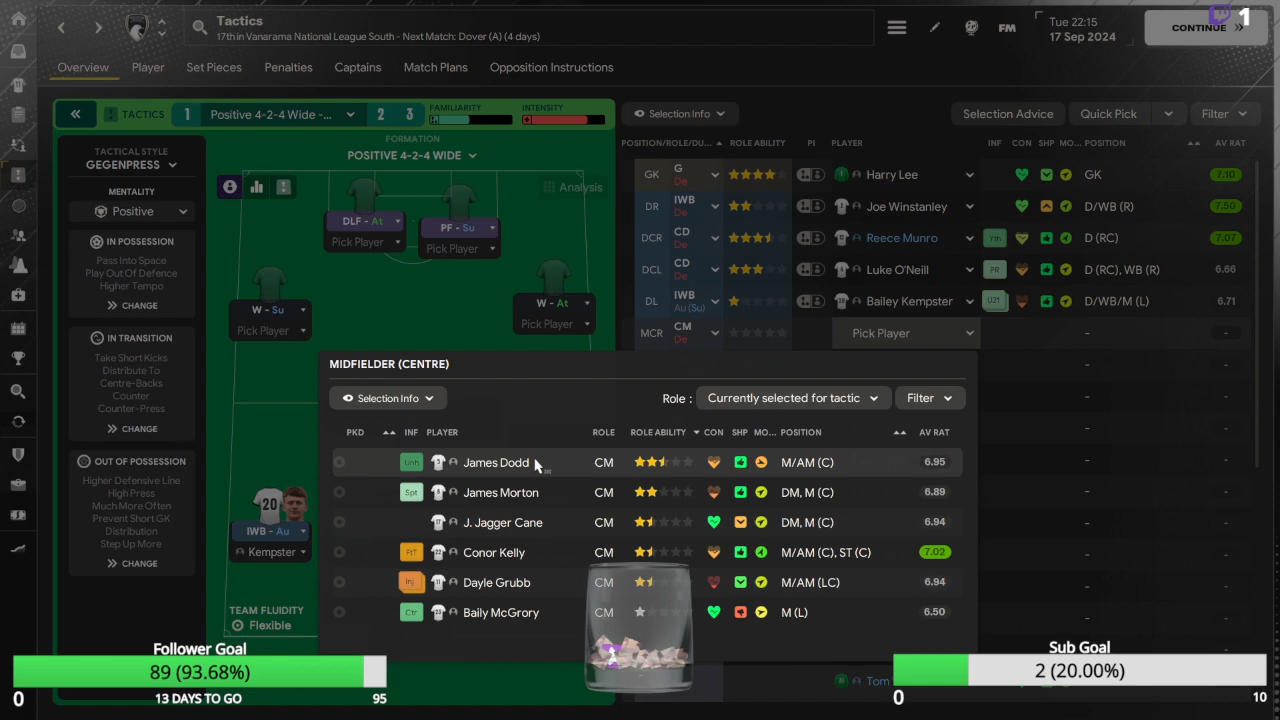 Tactics
17th in Vanarama National League South - Next Match: Dover (A) (4 days)
FM
Tue 22:15
17 Sep 2024
CONTINUE
1
Overview Player Set Pieces Penalties Captains Match Plans Opposition Instructions
TACTICS 1 Positive 4-2-4 Wide -... 2 3
FAMILIARITY
INTENSITY
Selection Info
Selection Advice Quick Pick Filter
TACTICAL STYLE
GEGENPRESS
MENTALITY
Positive
IN POSSESSION
Pass Into Space
Play Out Of Defence
Higher Tempo
CHANGE
IN TRANSITION
Take Short Kicks
Distribute To
Centre-Backs
Counter
Counter-Press
CHANGE
OUT OF POSSESSION
Higher Defensive Line
High Press
Much More Often
Prevent Short GK
Distribution
Step Up More
CHANGE
FORMATION
POSITIVE 4-2-4 WIDE
Analysis
DLF - At
Pick Player
PF - Su
Pick Player
W - Su
Pick Player
W - At
Pick Player
20
IWB - Au
Kempster
TEAM FLUIDITY
Flexible
POSITION/ROLE/DU... ROLE ABILITY PI PLAYER INF CON SHP MO... POSITION AV RAT
GK G De Harry Lee GK 7.10
DR IWB De Joe Winstanley D/WB (R) 7.50
DCR CD De Reece Munro Yth D (RC) 7.07
DCL CD De Luke O'Neill PR D (RC), WB (R) 6.66
DL IWB Au (Su) Bailey Kempster U21 D/WB/M (L) 6.71
MCR CM De Pick Player - -
MIDFIELDER (CENTRE)
Selection Info
Role : Currently selected for tactic Filter
PKD INF PLAYER ROLE ROLE ABILITY CON SHP MO... POSITION AV RAT
Unh James Dodd CM M/AM (C) 6.95
Spt James Morton CM DM, M (C) 6.89
J. Jagger Cane CM DM, M (C) 6.94
FtT Conor Kelly CM M/AM (C), ST (C) 7.02
Inj Dayle Grubb CM M/AM (LC) 6.94
Ctr Baily McGrory CM M (L) 6.50
Tom
Follower Goal
89 (93.68%)
0 13 DAYS TO GO 95
Sub Goal
2 (20.00%)
0 10